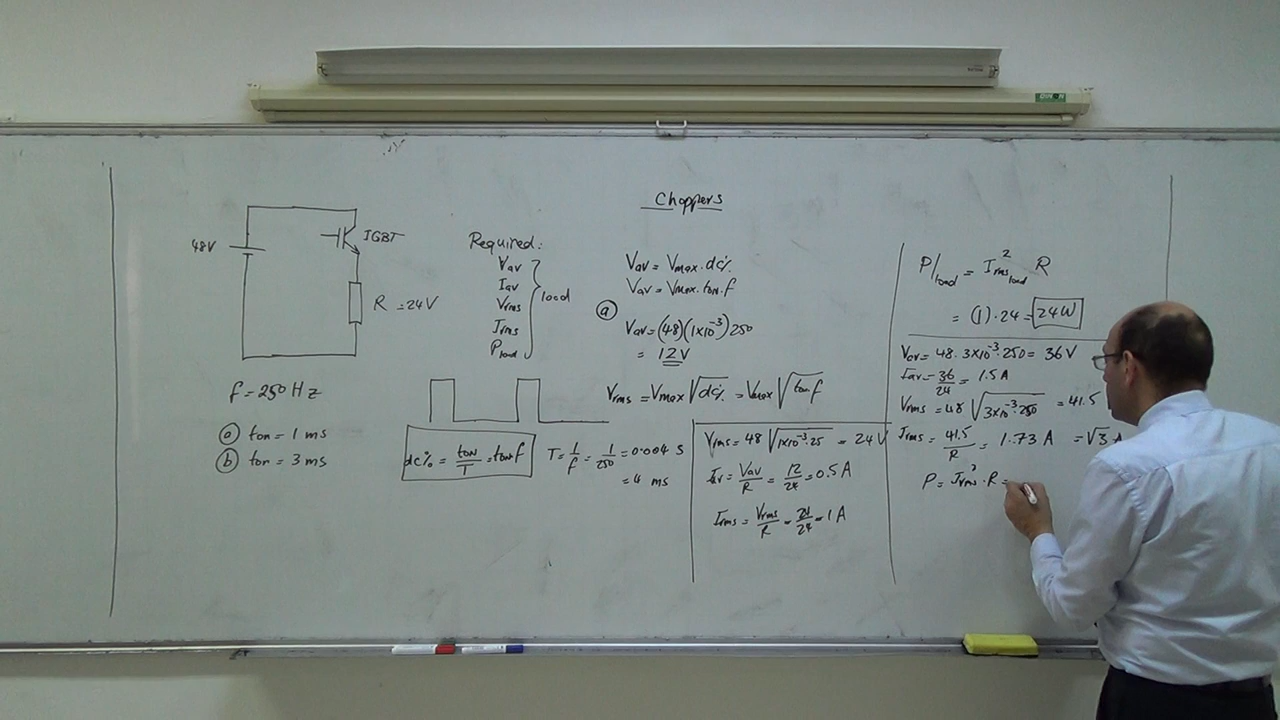 Choppers
48V
IGBT
R = 24V
f = 250 Hz
ⓐ ton = 1 ms
ⓑ ton = 3 ms
Required:
Vav
Iav
Vrms
Irms
Pload
load
dc% = ton/T = ton f
T = 1/f = 1/250 = 0.004 S
= 4 ms
Vav = Vmax . dc%
Vav = Vmax . ton . f
ⓐ
Vav = (48)(1x10⁻³) 250
= 12 V
Vrms = Vmax √dc% = Vmax √ton f
Vrms = 48 √1x10⁻³.25 = 24 V
Iav = Vav/R = 12/24 = 0.5 A
Irms = Vrms/R = 24/24 = 1 A
P/load = I²rms load R
= (1) . 24 = 24W
Vav = 48 . 3x10⁻³ . 250 = 36 V
Iav = 36/24 = 1.5 A
Vrms = 48 √3x10⁻³.250 = 41.5
Irms = 41.5/R = 1.73 A = √3 A
P = I²rms . R =